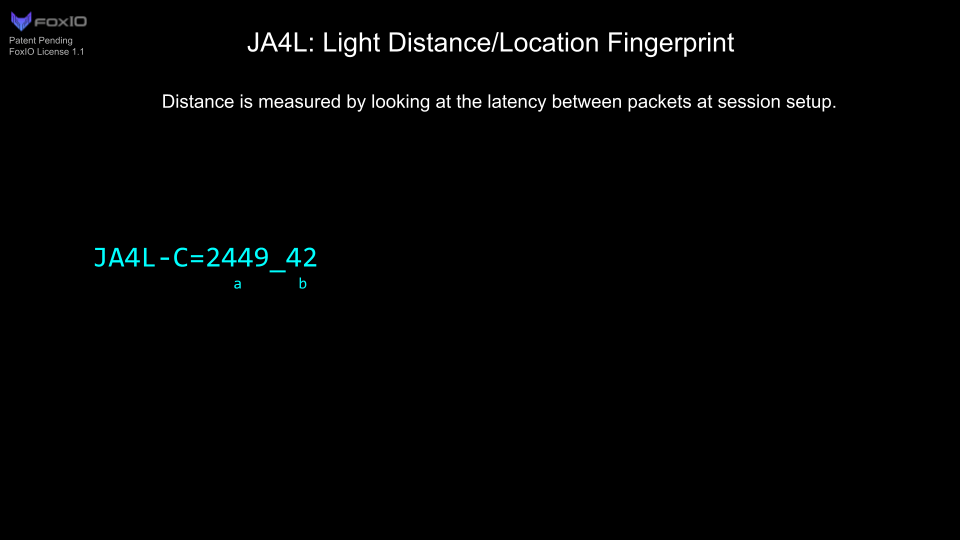 FOXIO
Patent Pending
FoxIO License 1.1
JA4L: Light Distance/Location Fingerprint
Distance is measured by looking at the latency between packets at session setup.
JA4L-C=2449_42
a b